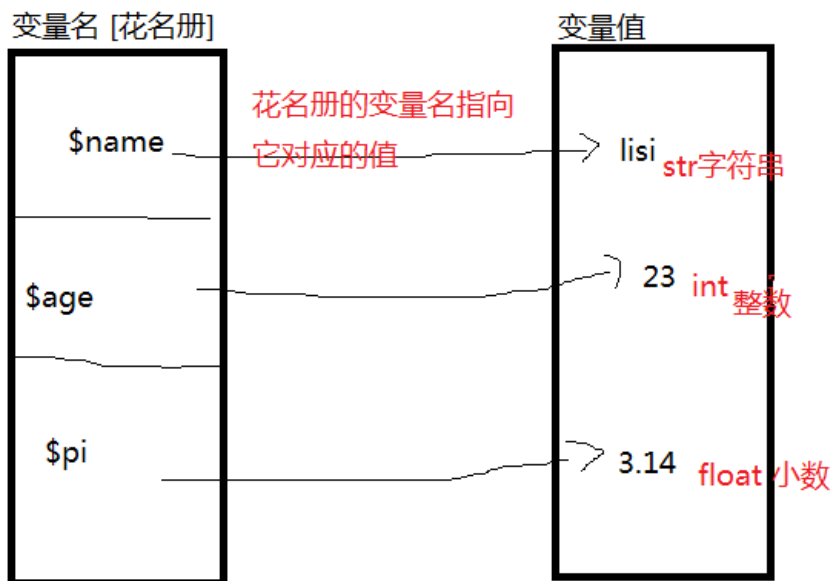 变量名 [花名册]
变量值
花名册的变量名指向
它对应的值
$name
lisi
str字符串
$age
23
int
整数
$pi
3.14
float 小数